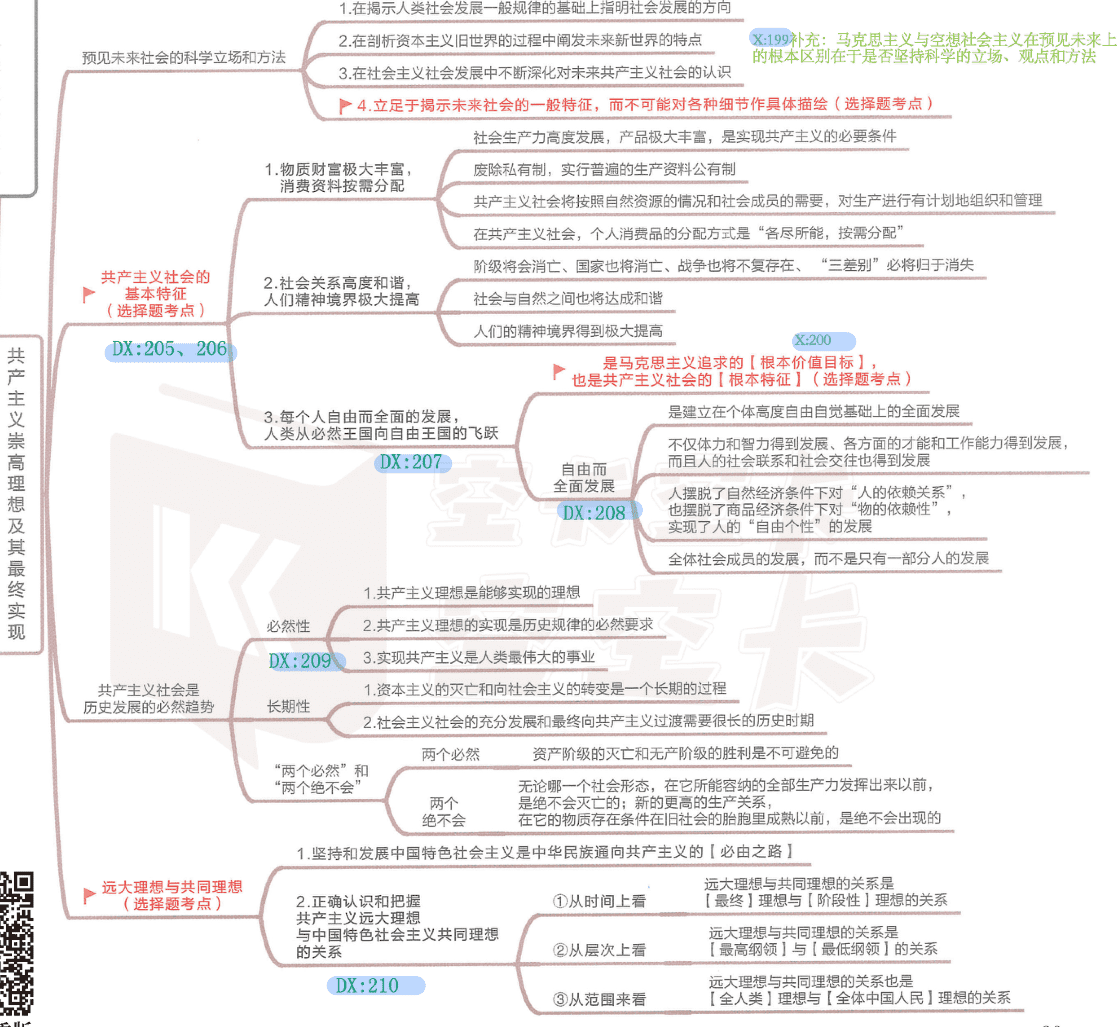 1.在揭示人类社会发展一般规律的基础上指明社会发展的方向
预见未来社会的科学立场和方法
2.在剖析资本主义旧世界的过程中阐发未来新世界的特点
X:199补充：马克思主义与空想社会主义在预见未来上
的根本区别在于是否坚持科学的立场、观点和方法
3.在社会主义社会发展中不断深化对未来共产主义社会的认识
4.立足于揭示未来社会的一般特征，而不可能对各种细节作具体描绘（选择题考点）
1.物质财富极大丰富，
消费资料按需分配
社会生产力高度发展，产品极大丰富，是实现共产主义的必要条件
废除私有制，实行普遍的生产资料公有制
共产主义社会将按照自然资源的情况和社会成员的需要，对生产进行有计划地组织和管理
在共产主义社会，个人消费品的分配方式是“各尽所能，按需分配”
共产主义社会的
基本特征
（选择题考点）
DX:205、206
2.社会关系高度和谐，
人们精神境界极大提高
阶级将会消亡、国家也将消亡、战争也将不复存在、“三差别”必将归于消失
社会与自然之间也将达成和谐
人们的精神境界得到极大提高
X:200
3.每个人自由而全面的发展，
人类从必然王国向自由王国的飞跃
DX:207
是马克思主义追求的【根本价值目标】，
也是共产主义社会的【根本特征】（选择题考点）
自由而
全面发展
DX:208
是建立在个体高度自由自觉基础上的全面发展
不仅体力和智力得到发展、各方面的才能和工作能力得到发展，
而且人的社会联系和社会交往也得到发展
人摆脱了自然经济条件下对“人的依赖关系”，
也摆脱了商品经济条件下对“物的依赖性”，
实现了人的“自由个性”的发展
全体社会成员的发展，而不是只有一部分人的发展
共产主义崇高理想及其最终实现
共产主义社会是
历史发展的必然趋势
必然性
DX:209
1.共产主义理想是能够实现的理想
2.共产主义理想的实现是历史规律的必然要求
3.实现共产主义是人类最伟大的事业
长期性
1.资本主义的灭亡和向社会主义的转变是一个长期的过程
2.社会主义社会的充分发展和最终向共产主义过渡需要很长的历史时期
“两个必然”和
“两个绝不会”
两个必然
资产阶级的灭亡和无产阶级的胜利是不可避免的
两个
绝不会
无论哪一个社会形态，在它所能容纳的全部生产力发挥出来以前，
是绝不会灭亡的；新的更高的生产关系，
在它的物质存在条件在旧社会的胎胞里成熟以前，是绝不会出现的
远大理想与共同理想
（选择题考点）
1.坚持和发展中国特色社会主义是中华民族通向共产主义的【必由之路】
2.正确认识和把握
共产主义远大理想
与中国特色社会主义共同理想
的关系
DX:210
①从时间上看
远大理想与共同理想的关系是
【最终】理想与【阶段性】理想的关系
②从层次上看
远大理想与共同理想的关系是
【最高纲领】与【最低纲领】的关系
③从范围来看
远大理想与共同理想的关系也是
【全人类】理想与【全体中国人民】理想的关系